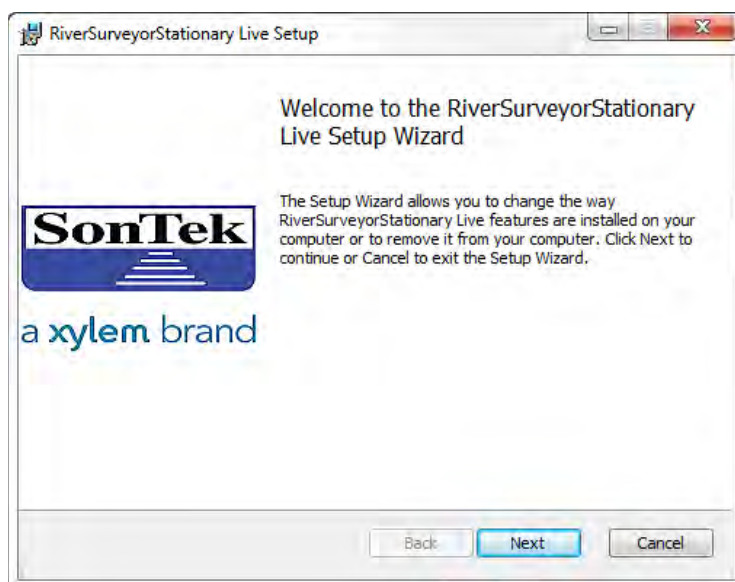 RiverSurveyorStationary Live Setup
Welcome to the RiverSurveyorStationary
Live Setup Wizard
The Setup Wizard allows you to change the way
RiverSurveyorStationary Live features are installed on your
computer or to remove it from your computer. Click Next to
continue or Cancel to exit the Setup Wizard.
SonTek
a xylem brand
Back Next Cancel